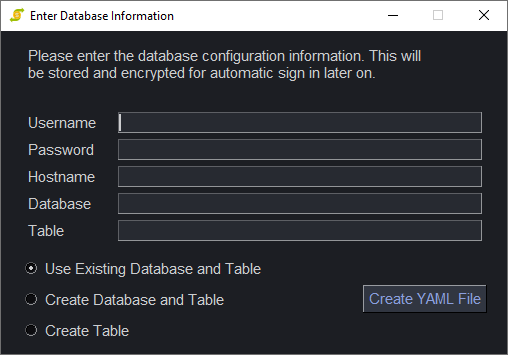 Enter Database Information
Please enter the database configuration information. This will
be stored and encrypted for automatic sign in later on.
Username
Password
Hostname
Database
Table
Use Existing Database and Table
Create Database and Table
Create YAML File
Create Table